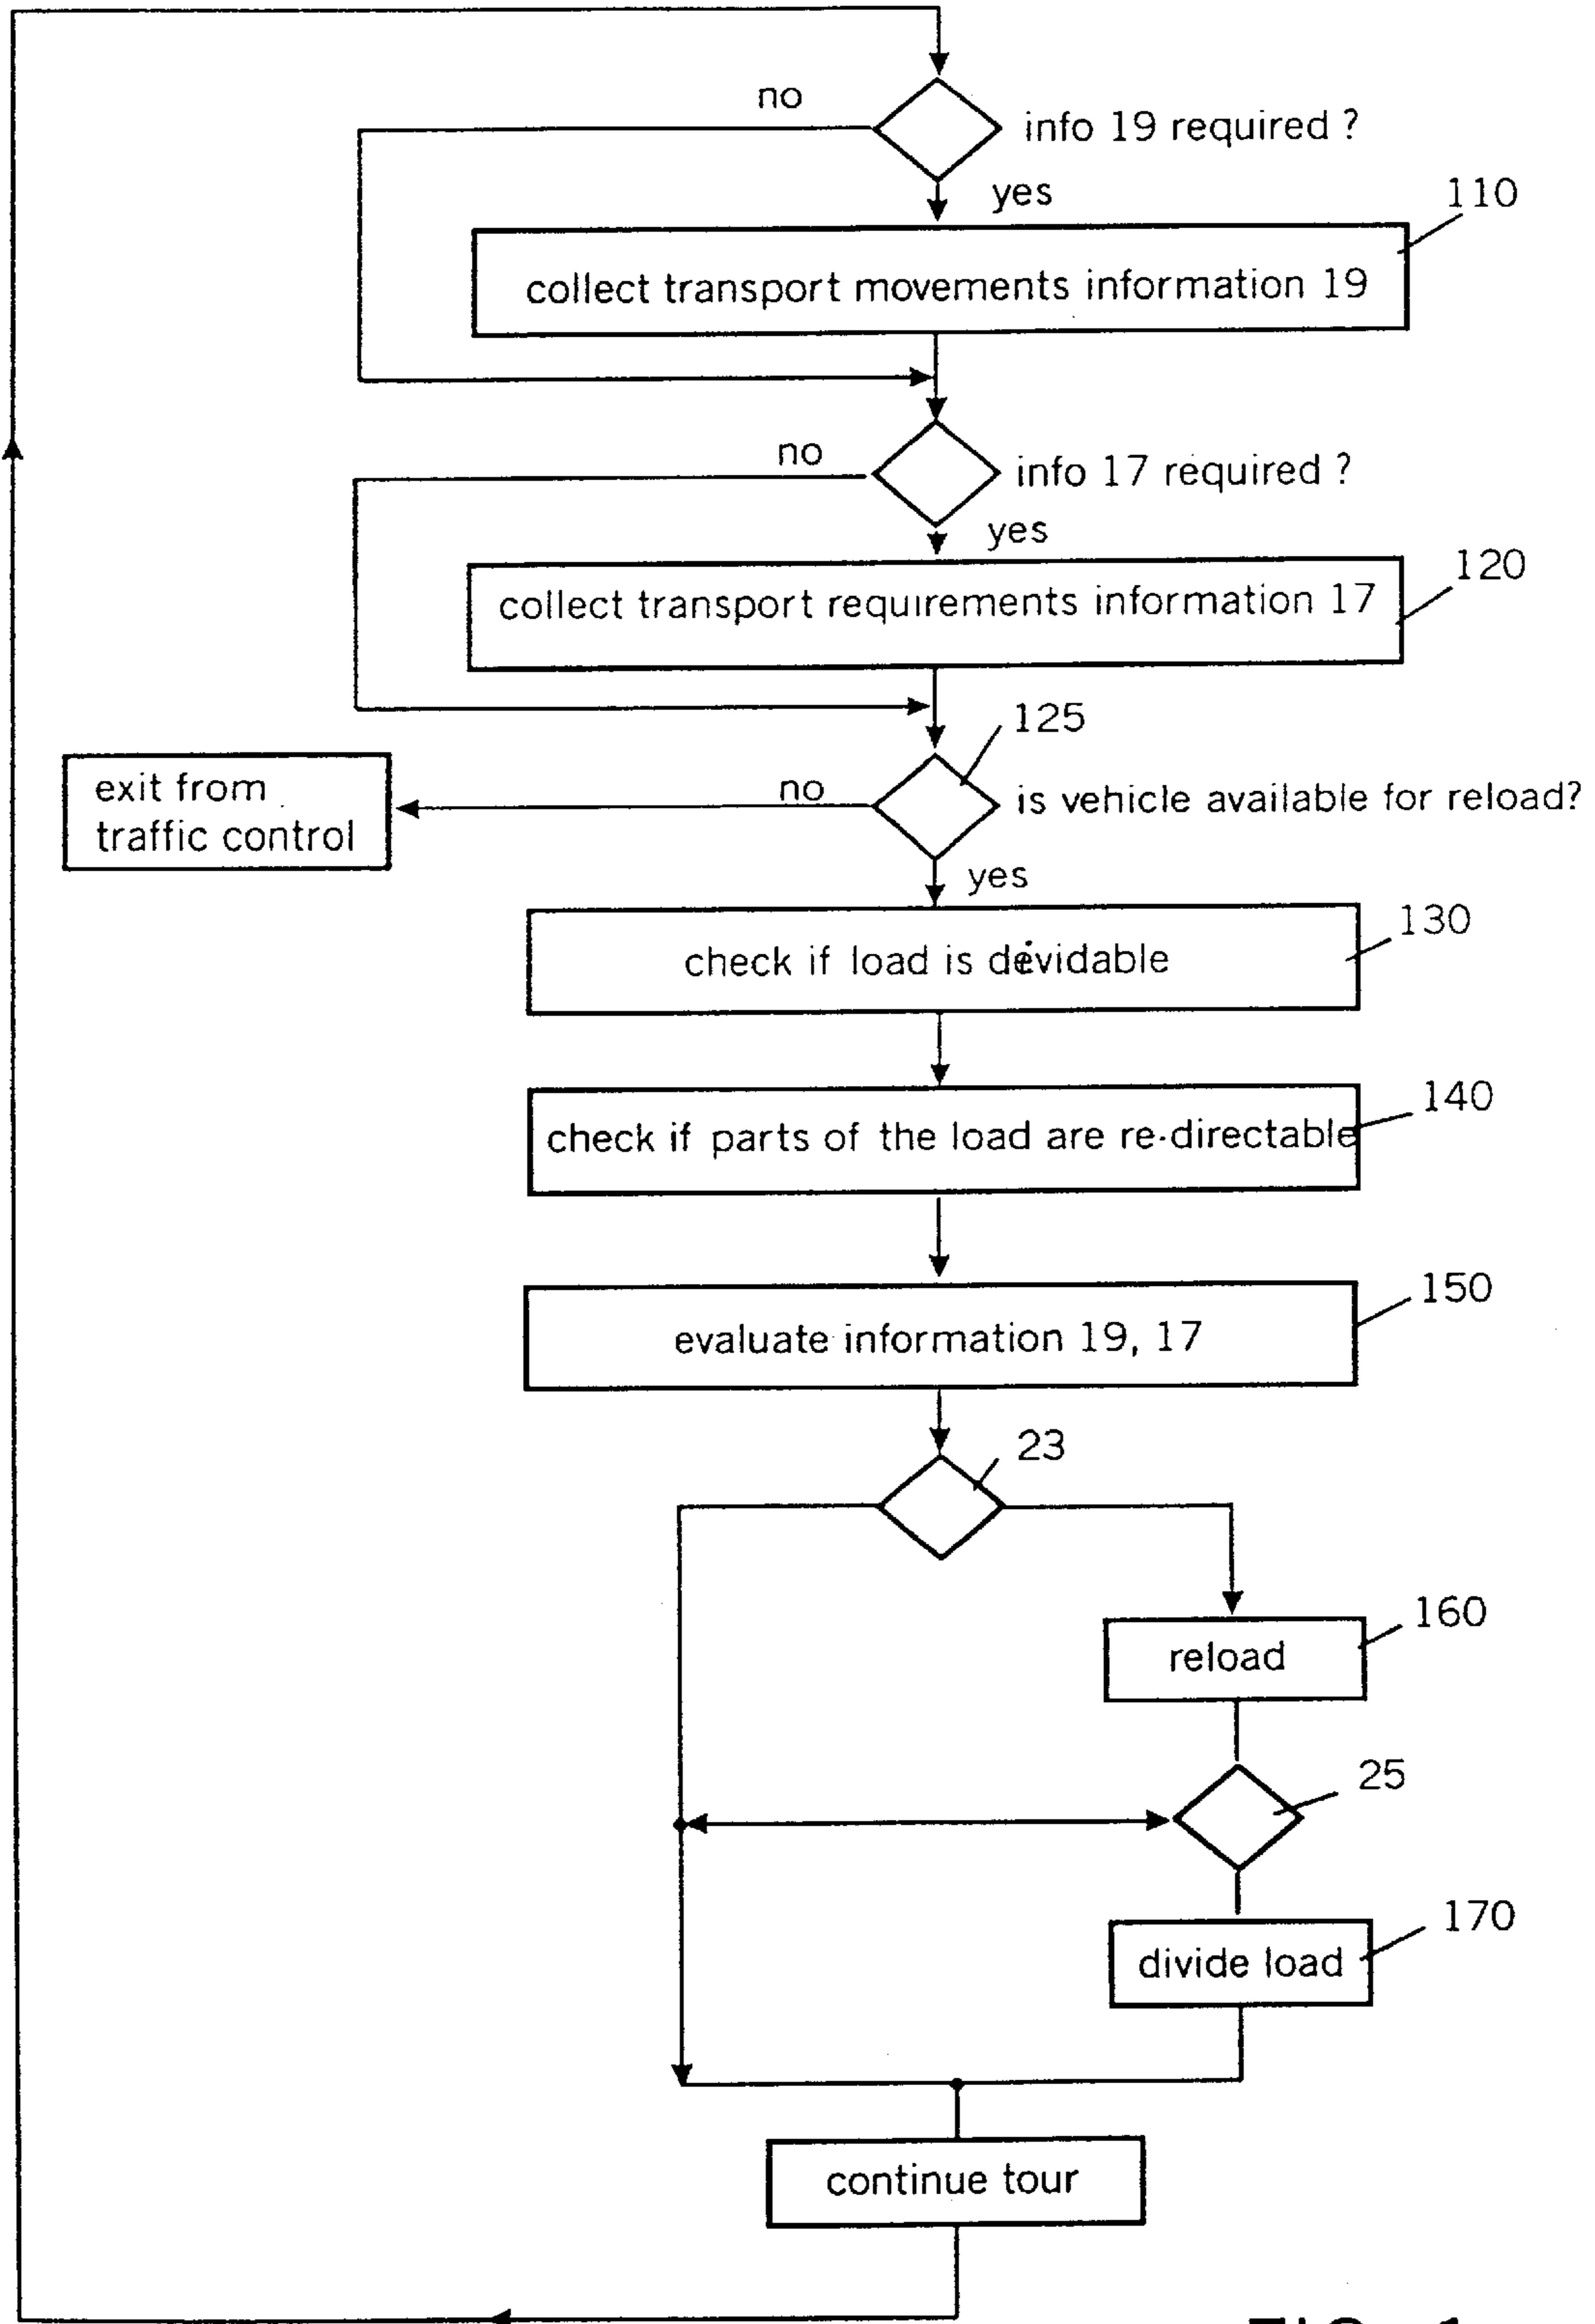 no
info 19 required ?
yes
110
collect transport movements information 19
no
info 17 required ?
yes
120
collect transport requirements information 17
125
exit from
traffic control
no
is vehicle available for reload?
yes
130
check if load is devidable
140
check if parts of the load are re-directable
150
evaluate information 19, 17
23
160
reload
25
170
divide load
continue tour